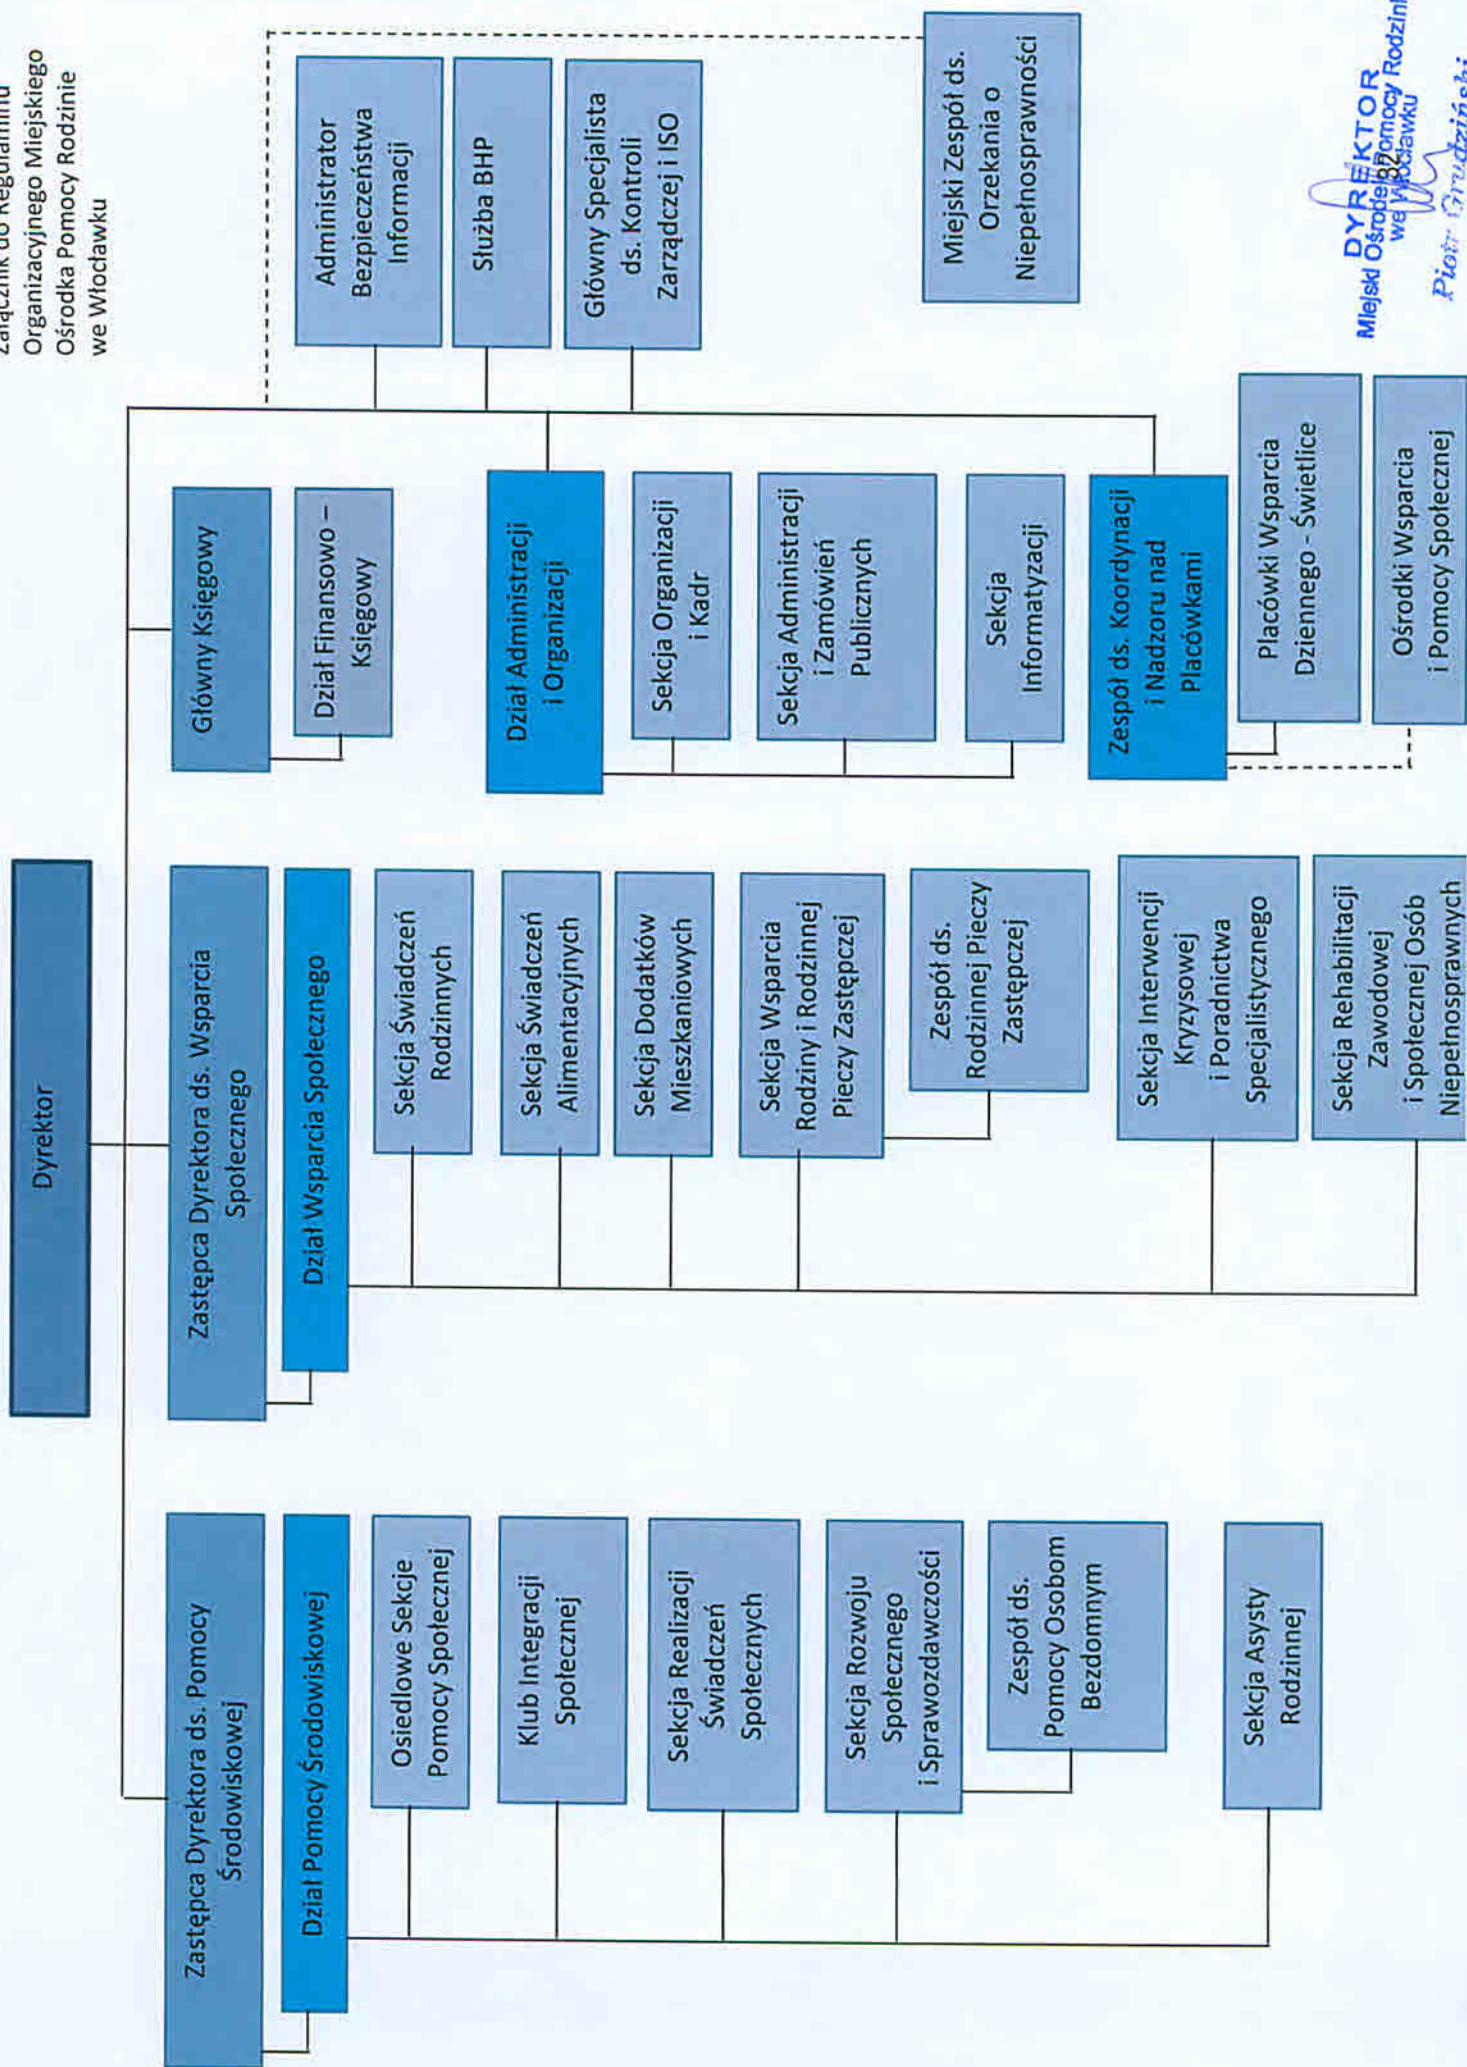 Załącznik do Regulaminu
Organizacyjnego Miejskiego
Ośrodka Pomocy Rodzinie
we Włocławku
Dyrektor
Zastępca Dyrektora ds. Pomocy
Środowiskowej
Dział Pomocy Środowiskowej
Osiedlowe Sekcje
Pomocy Społecznej
Klub Integracji
Społecznej
Sekcja Realizacji
Świadczeń
Społecznych
Sekcja Rozwoju
Społecznego
i Sprawozdawczości
Zespół ds.
Pomocy Osobom
Bezdomnym
Sekcja Asysty
Rodzinnej
Zastępca Dyrektora ds. Wsparcia
Społecznego
Dział Wsparcia Społecznego
Sekcja Świadczeń
Rodzinnych
Sekcja Świadczeń
Alimentacyjnych
Sekcja Dodatków
Mieszkaniowych
Sekcja Wsparcia
Rodziny i Rodzinnej
Pieczy Zastępczej
Zespół ds.
Rodzinnej Pieczy
Zastępczej
Sekcja Interwencji
Kryzysowej
i Poradnictwa
Specjalistycznego
Sekcja Rehabilitacji
Zawodowej
i Społecznej Osób
Niepełnosprawnych
Główny Księgowy
Dział Finansowo –
Księgowy
Dział Administracji
i Organizacji
Sekcja Organizacji
i Kadr
Sekcja Administracji
i Zamówień
Publicznych
Sekcja
Informatyzacji
Zespół ds. Koordynacji
i Nadzoru nad
Placówkami
Placówki Wsparcia
Dziennego - Świetlice
Ośrodki Wsparcia
i Pomocy Społecznej
Administrator
Bezpieczeństwa
Informacji
Służba BHP
Główny Specjalista
ds. Kontroli
Zarządczej i ISO
Miejski Zespół ds.
Orzekania o
Niepełnosprawności
DYREKTOR
Miejski Ośrodek Pomocy Rodzinie
32
we Włocławku
Piotr Grudziński